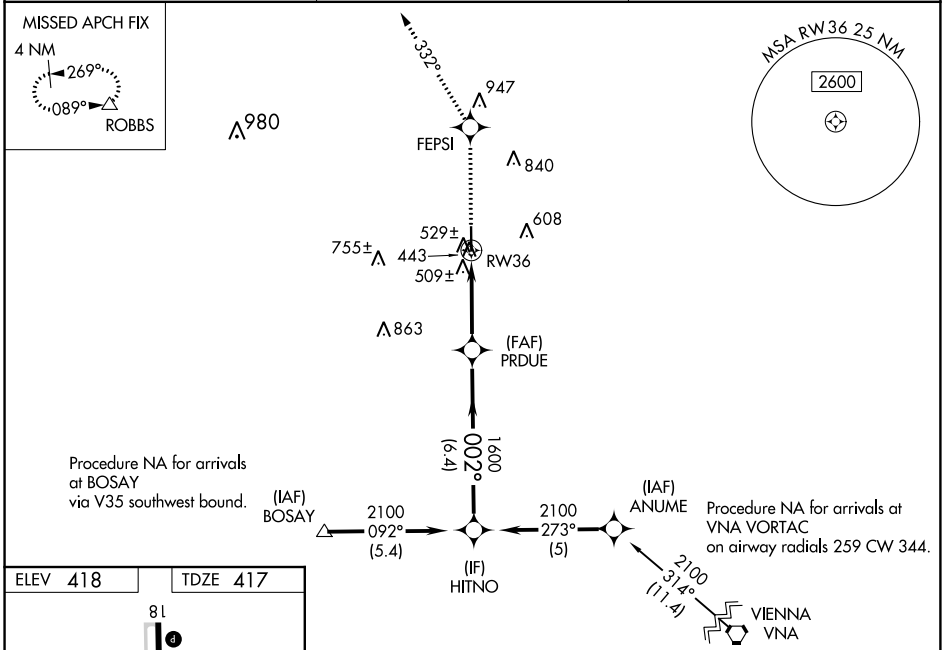 MISSED APCH FIX
4 NM
269°
089°
ROBBS
332°
947
FEPSI
980
840
MSA RW36 25 NM
2600
608
529±
755±
443
RW36
509±
863
(FAF)
PRDUE
1600
002°
(6.4)
Procedure NA for arrivals
at BOSAY
via V35 southwest bound.
(IAF)
BOSAY
2100
092°
(5.4)
(IF)
HITNO
2100
273°
(5)
(IAF)
ANUME
Procedure NA for arrivals at
VNA VORTAC
on airway radials 259 CW 344.
2100
314°
(11.4)
VIENNA
VNA
ELEV 418
TDZE 417
18
P